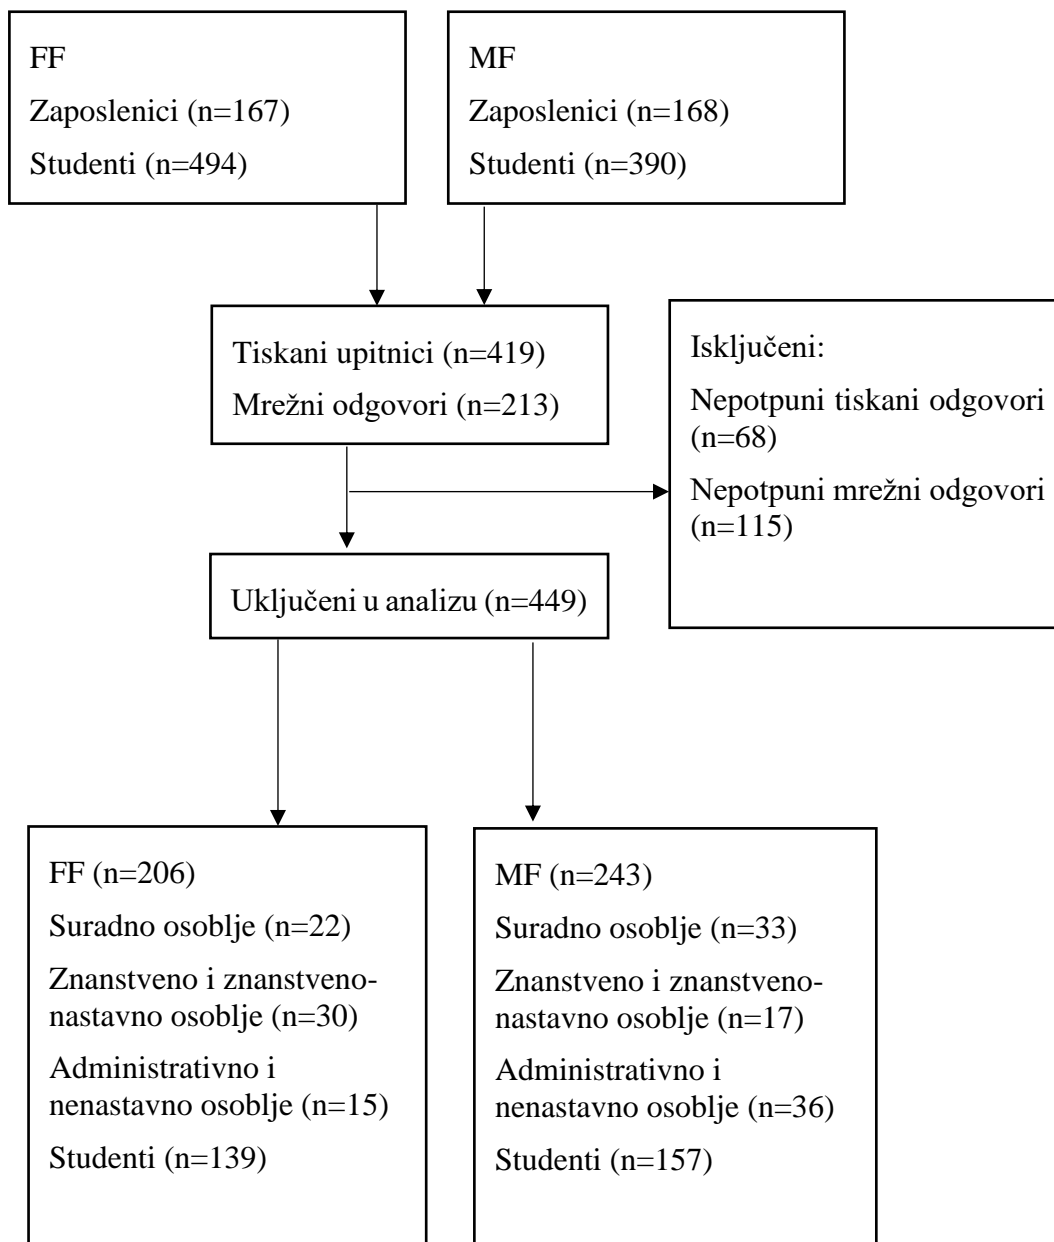 FF
Zaposlenici (n=167)
Studenti (n=494)
MF
Zaposlenici (n=168)
Studenti (n=390)
Tiskani upitnici (n=419)
Mrežni odgovori (n=213)
Isključeni:
Nepotpuni tiskani odgovori
(n=68)
Nepotpuni mrežni odgovori
(n=115)
Uključeni u analizu (n=449)
FF (n=206)
Suradno osoblje (n=22)
Znanstveno i znanstveno-
nastavno osoblje (n=30)
Administrativno i
nenastavno osoblje (n=15)
Studenti (n=139)
MF (n=243)
Suradno osoblje (n=33)
Znanstveno i znanstveno-
nastavno osoblje (n=17)
Administrativno i
nenastavno osoblje (n=36)
Studenti (n=157)